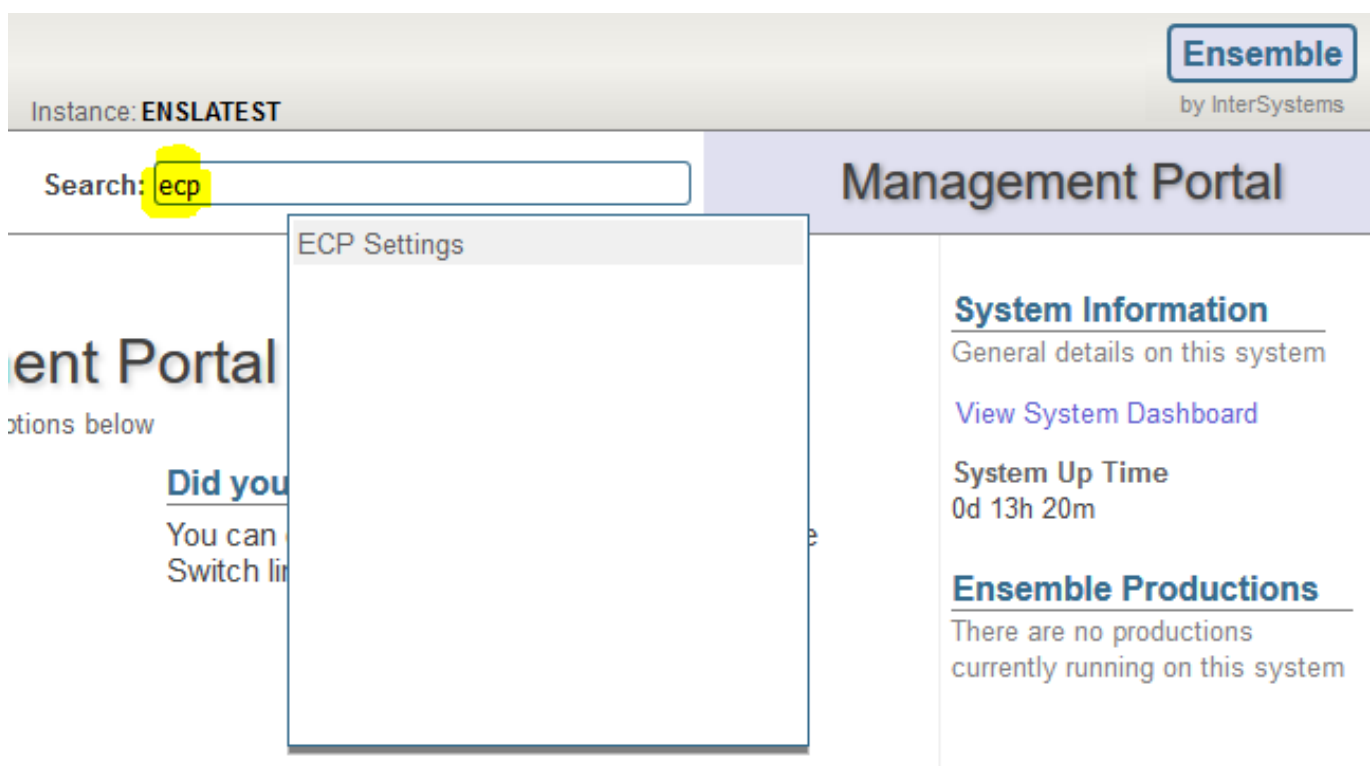 Ensemble
by InterSystems
Instance: ENSLATEST
Search: ecp
Management Portal
ECP Settings
ent Portal
otions below
Did you
You can
Switch lin
System Information
General details on this system
View System Dashboard
System Up Time
0d 13h 20m
Ensemble Productions
There are no productions
currently running on this system